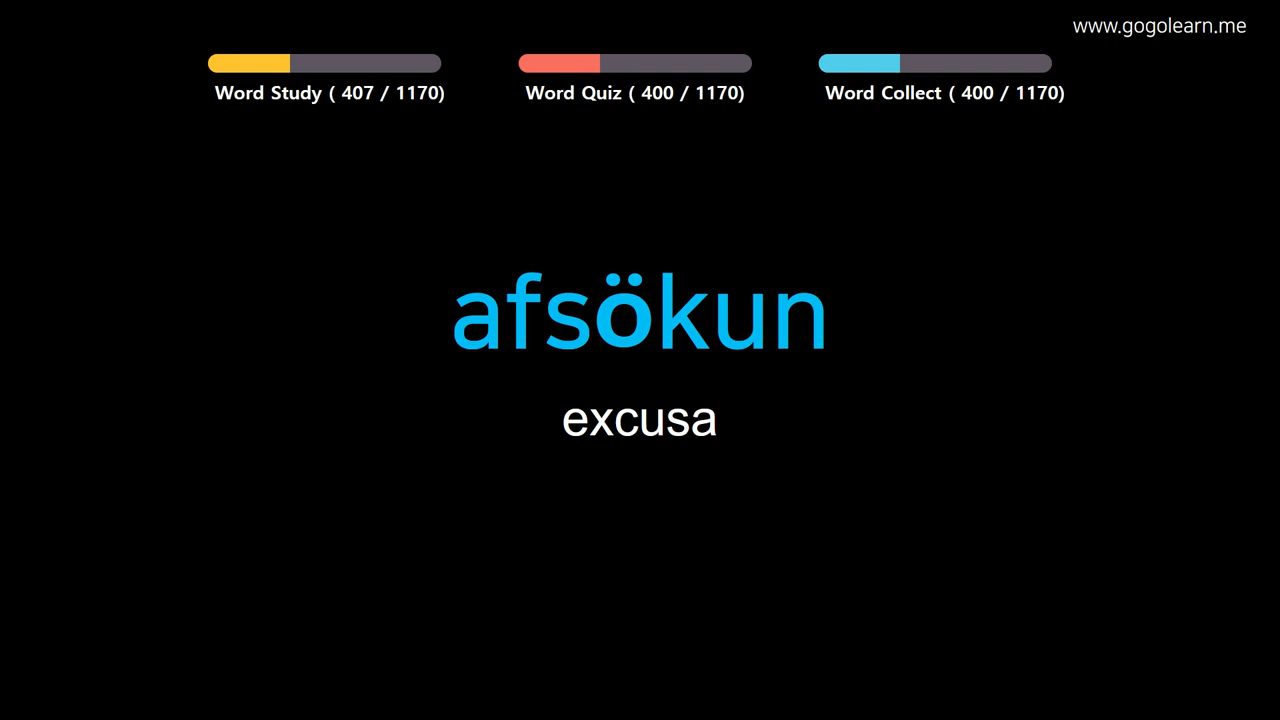 www.gogolearn.me
Word Study ( 407 / 1170)
Word Quiz ( 400 / 1170)
Word Collect ( 400 / 1170)
afsökun
excusa